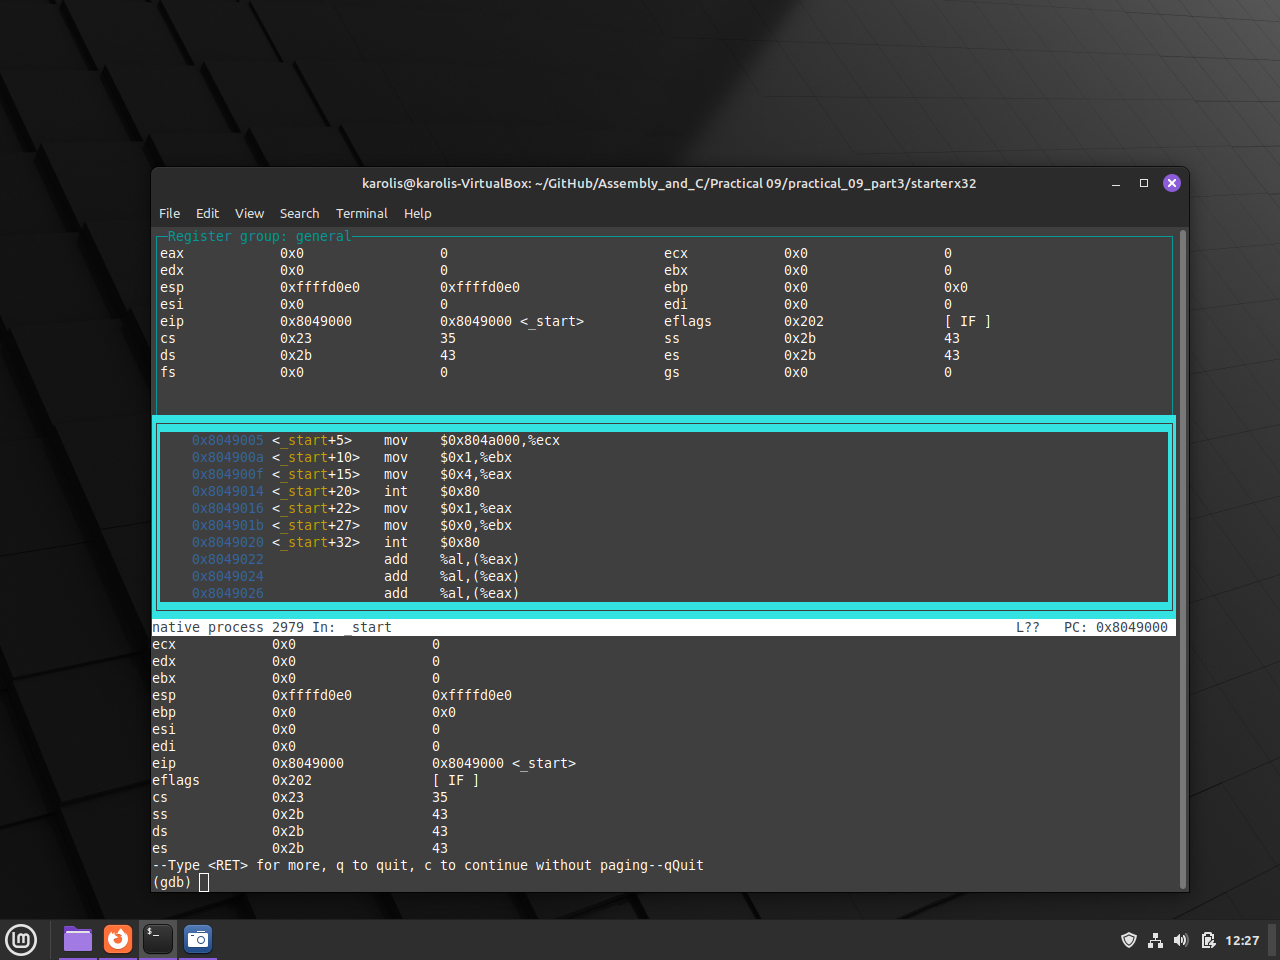 karolis@karolis-VirtualBox: ~/GitHub/Assembly_and_C/Practical 09/practical_09_part3/starterx32
File Edit View Search Terminal Help
Register group: general
eax 0x0 0 ecx 0x0 0
edx 0x0 0 ebx 0x0 0
esp 0xffffd0e0 0xffffd0e0 ebp 0x0 0x0
esi 0x0 0 edi 0x0 0
eip 0x8049000 0x8049000 <_start> eflags 0x202 [ IF ]
cs 0x23 35 ss 0x2b 43
ds 0x2b 43 es 0x2b 43
fs 0x0 0 gs 0x0 0
0x8049005 <_start+5> mov $0x804a000,%ecx
0x804900a <_start+10> mov $0x1,%ebx
0x804900f <_start+15> mov $0x4,%eax
0x8049014 <_start+20> int $0x80
0x8049016 <_start+22> mov $0x1,%eax
0x804901b <_start+27> mov $0x0,%ebx
0x8049020 <_start+32> int $0x80
0x8049022 add %al,(%eax)
0x8049024 add %al,(%eax)
0x8049026 add %al,(%eax)
native process 2979 In: _start L?? PC: 0x8049000
ecx 0x0 0
edx 0x0 0
ebx 0x0 0
esp 0xffffd0e0 0xffffd0e0
ebp 0x0 0x0
esi 0x0 0
edi 0x0 0
eip 0x8049000 0x8049000 <_start>
eflags 0x202 [ IF ]
cs 0x23 35
ss 0x2b 43
ds 0x2b 43
es 0x2b 43
--Type <RET> for more, q to quit, c to continue without paging--qQuit
(gdb)
12:27